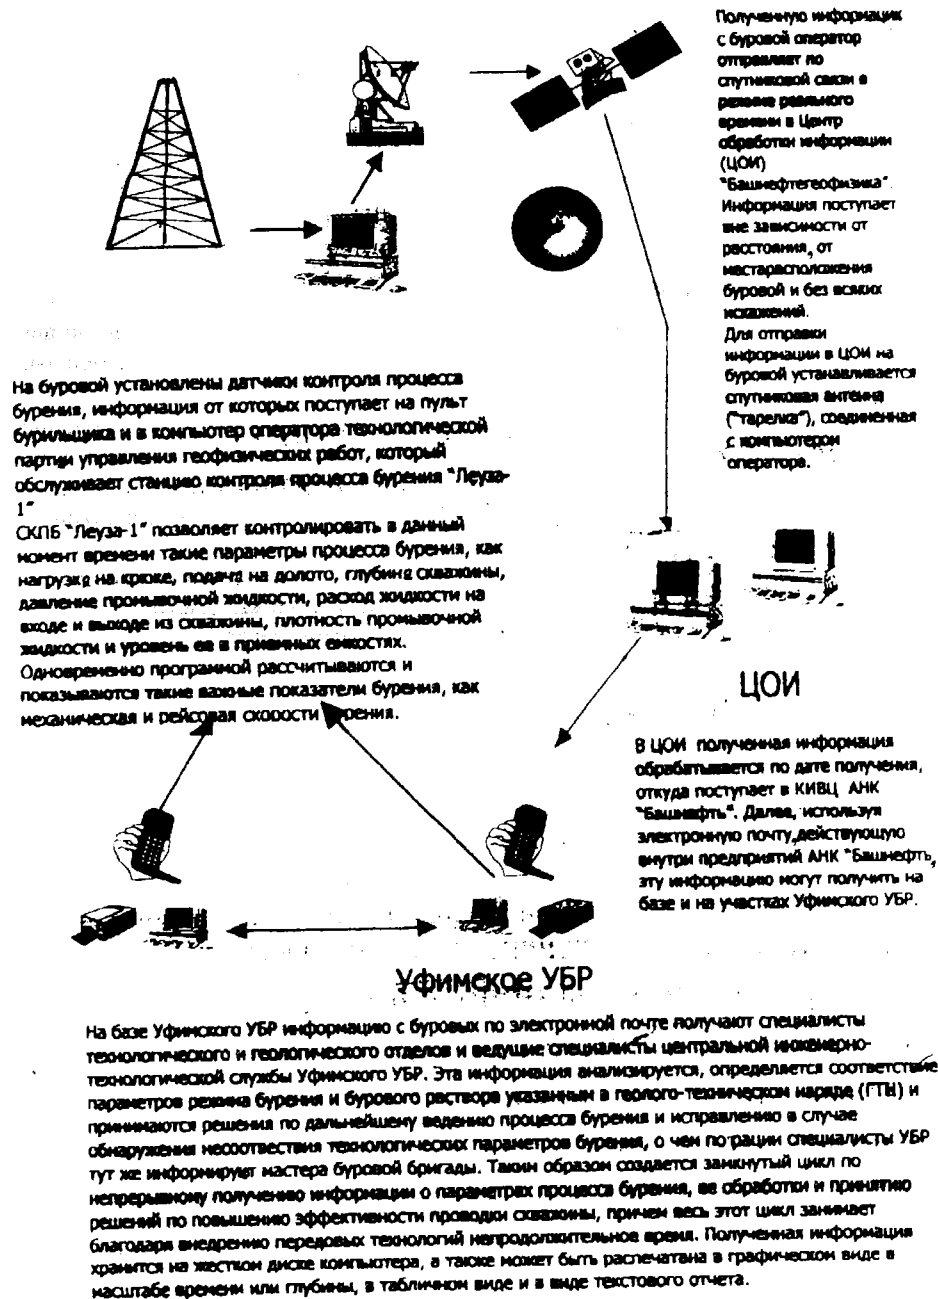 Полученную информацию
с буровой оператор
отправляет по
спутниковой связи в
режиме реального
времени в Центр
обработки информации
(ЦОИ)
"Башнефтегеофизика".
Информация поступает
вне зависимости от
расстояния, от
месторасположения
буровой и без всяких
искажений.
Для отправки
информации в ЦОИ на
буровой устанавливается
спутниковая антенна
("тарелка"), соединенная
с компьютером
оператора.
На буровой установлены датчики контроля процесса
бурения, информация от которых поступает на пульт
бурильщика и в компьютер оператора технологической
партии управления геофизических работ, который
обслуживает станцию контроля процесса бурения "Леуза-
1"
СКПБ "Леуза-1" позволяет контролировать в данный
момент времени такие параметры процесса бурения, как
нагрузка на крюке, подача на долото, глубина скважины,
давление промывочной жидкости, расход жидкости на
входе и выходе из скважины, плотность промывочной
жидкости и уровень ее в приемных емкостях.
Одновременно программой рассчитываются и
показываются такие важные показатели бурения, как
механическая и рейсовая скорости бурения.
ЦОИ
В ЦОИ полученная информация
обрабатывается по дате получения,
откуда поступает в КИВЦ АНК
"Башнефть". Далее, используя
электронную почту, действующую
внутри предприятий АНК "Башнефть,
эту информацию могут получить на
базе и на участках Уфимского УБР.
Уфимское УБР
На базе Уфимского УБР информацию с буровых по электронной почте получают специалисты
технологического и геологического отделов и ведущие специалисты центральной инженерно-
технологической службы Уфимского УБР. Эта информация анализируется, определяется соответствие
параметров режима бурения и бурового раствора указанным в геолого-техническом наряде (ГТН) и
принимаются решения по дальнейшему ведению процесса бурения и исправлению в случае
обнаружения несоотвествия технологических параметров бурения, о чем по рации специалисты УБР
тут же информируют мастера буровой бригады. Таким образом создается замкнутый цикл по
непрерывному получению информации о параметрах процесса бурения, ее обработки и принятию
решений по повышению эффективности проводки скважины, причем весь этот цикл занимает
благодаря внедрению передовых технологий непродолжительное время. Полученная информация
хранится на жестком диске компьютера, а также может быть распечатана в графическом виде в
масштабе времени или глубины, в табличном виде и в виде текстового отчета.